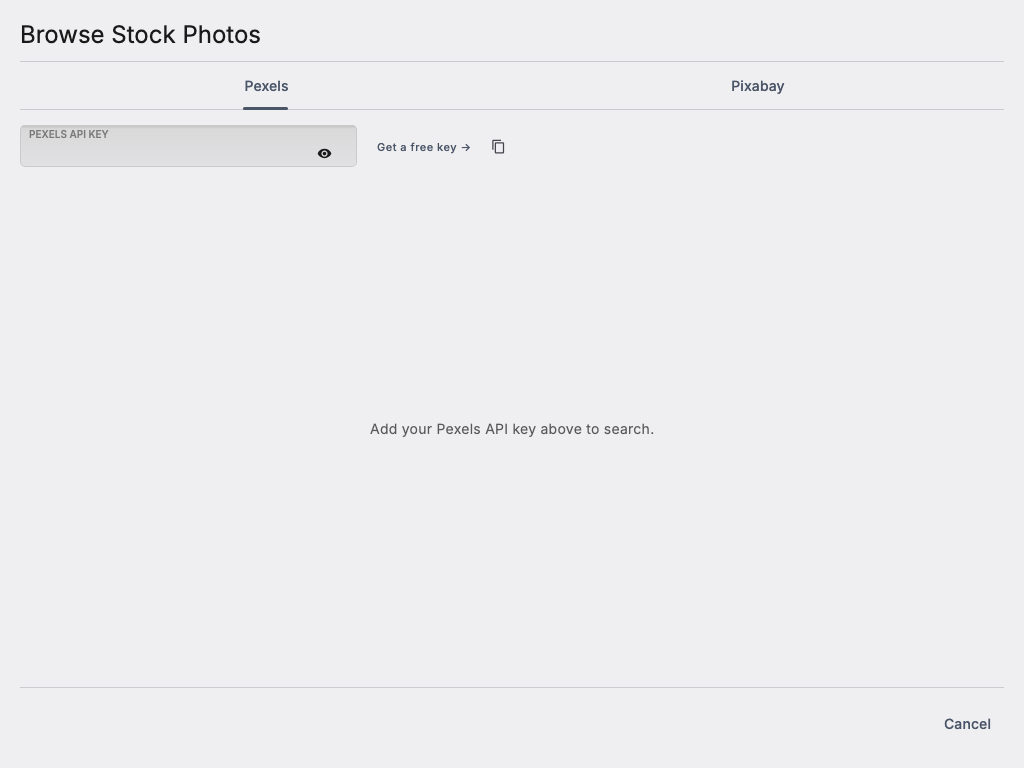 Browse Stock Photos
Pexels
Pixabay
PEXELS API KEY
Get a free key →
Add your Pexels API key above to search.
Cancel